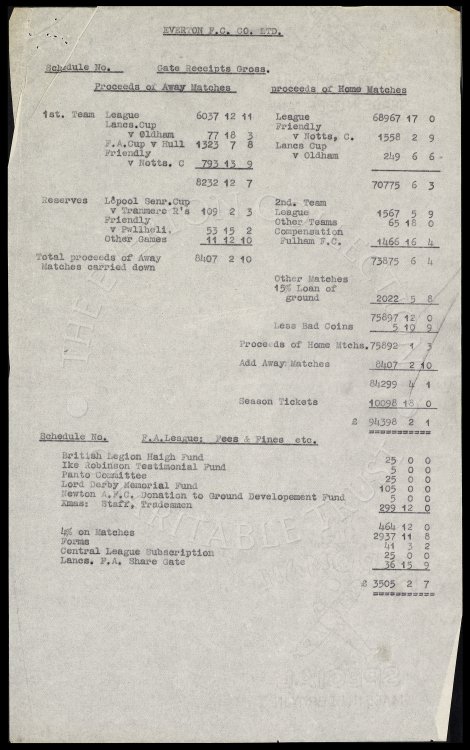 EVERTON F.C. CO. LTD.
Schedule No. Gate Receipts Gross.
Proceeds of Away Matches proceeds of Home Matches
1st. Team League 6037 12 11
Lancs.Cup
v Oldham 77 18 3
F.A.Cup v Hull 1323 7 8
Friendly
v Notts. C 793 13 9
8232 12 7
Reserves L'pool Senr.Cup
v Tranmere R's 109 2 3
Friendly
v Pwllheli. 53 15 2
Other Games 11 12 10
Total proceeds of Away 8407 2 10
Matches carried down
League 68967 17 0
Friendly
v Notts, C. 1558 2 9
Lancs Cup
v Oldham 249 6 6
70775 6 3
2nd. Team
League 1567 5 9
Other Teams 65 18 0
Compensation
Fulham F.C. 1466 16 4
73875 6 4
Other Matches
15% Loan of
ground 2022 5 8
75897 12 0
Less Bad Coins 5 10 9
Proceeds of Home Mtchs. 75892 1 3
Add Away Matches 8407 2 10
84299 4 1
Season Tickets 10098 18 0
£ 94398 2 1
Schedule No. F.A.League; Fees & Fines etc.
British Legion Haigh Fund 25 0 0
Ike Robinson Testimonial Fund 5 0 0
Panto Committee 25 0 0
Lord Derby Memorial Fund 105 0 0
Newton A.F.C. Donation to Ground Developement Fund 5 0 0
Xmas: Staff, Tradesmen 299 12 0
464 12 0
4% on Matches 2937 11 8
Forms 41 3 2
Central League Subscription 25 0 0
Lancs. F.A. Share Gate 36 15 9
£ 3505 2 7